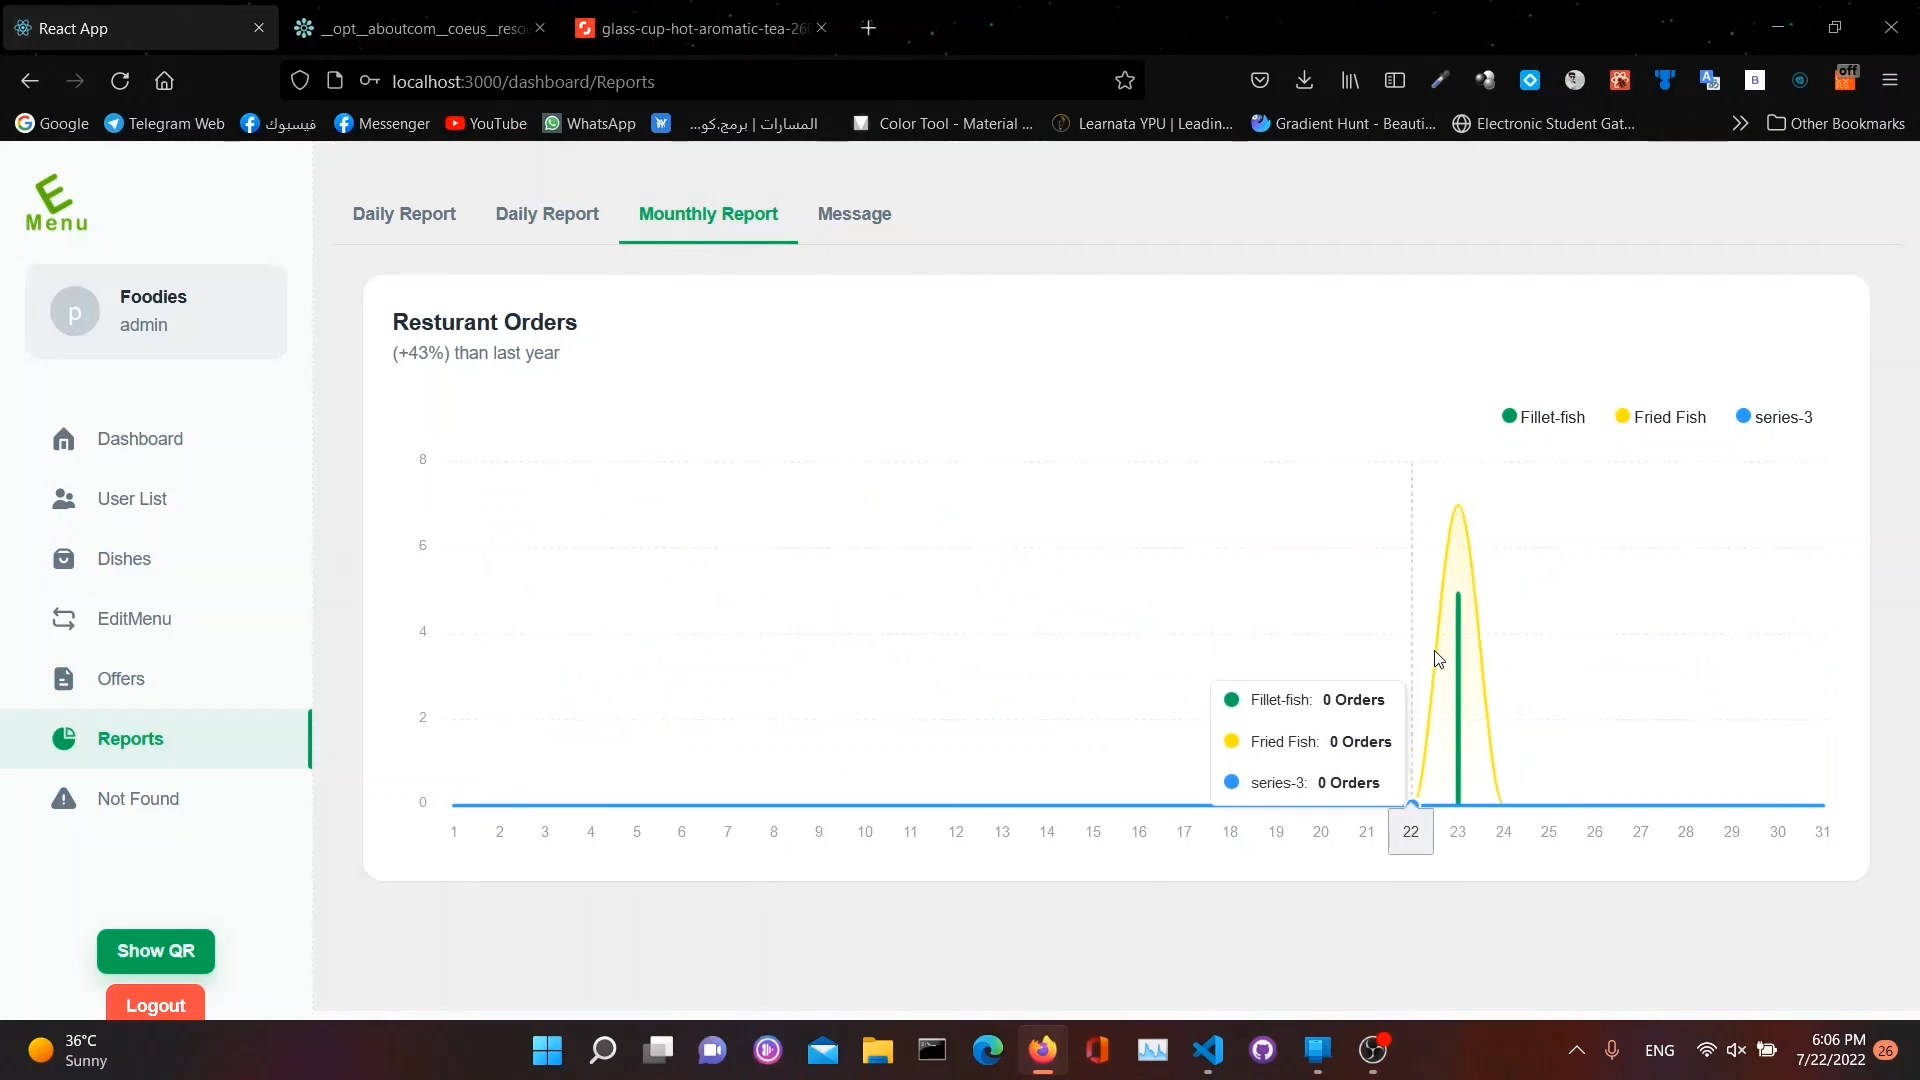 React App
__opt__aboutcom__coeus__reso
glass-cup-hot-aromatic-tea-26
localhost:3000/dashboard/Reports
off
Google
Telegram Web
فيسبوك
Messenger
YouTube
WhatsApp
المسارات | برمج.كو...
Color Tool - Material ...
Learnata YPU | Leadin...
Gradient Hunt - Beauti...
Electronic Student Gat...
Other Bookmarks
E
Menu
p
Foodies
admin
Dashboard
User List
Dishes
EditMenu
Offers
Reports
Not Found
Show QR
Logout
Daily Report
Daily Report
Mounthly Report
Message
Resturant Orders
(+43%) than last year
Fillet-fish
Fried Fish
series-3
8
6
4
2
0
Fillet-fish: 0 Orders
Fried Fish: 0 Orders
series-3: 0 Orders
1 2 3 4 5 6 7 8 9 10 11 12 13 14 15 16 17 18 19 20 21 22 23 24 25 26 27 28 29 30 31
36°C
Sunny
ENG
6:06 PM
7/22/2022
26